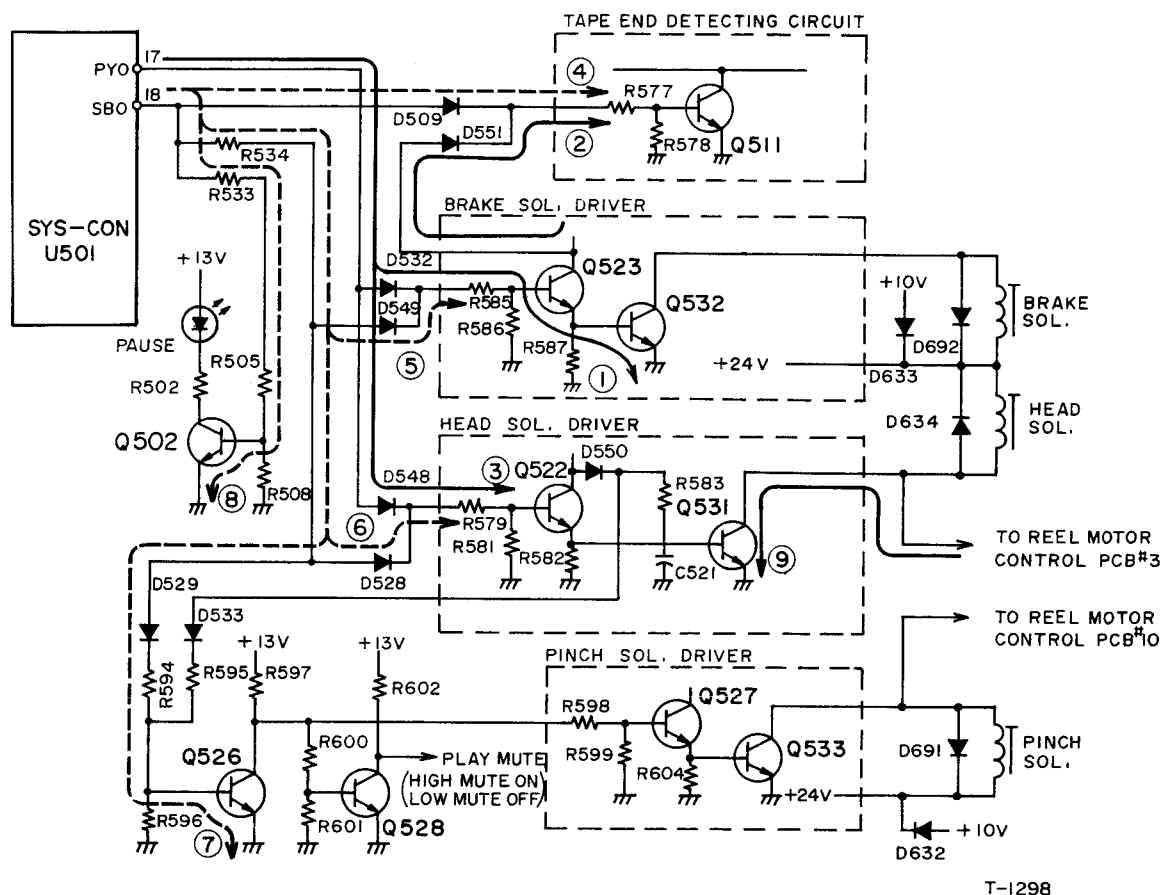 TAPE END DETECTING CIRCUIT
17
PYO
18
SBO
4
R577
D509
D551
2
R578
Q511
R534
R533
SYS-CON
U501
BRAKE SOL. DRIVER
+13V
D532
Q523
D549
R585
R586
Q532
R587
5
1
+10V
BRAKE
SOL.
D692
+24V
D633
PAUSE
R505
R502
HEAD
SOL.
D634
HEAD SOL. DRIVER
Q502
D550
3
Q522
D548
R583
R508
8
Q531
6
R579
R581
R582
C521
9
D528
TO REEL MOTOR
CONTROL PCB#3
D529
D533
+13V
+13V
TO REEL MOTOR
CONTROL PCB#10
PINCH SOL. DRIVER
R594
R595
R597
R602
Q527
R598
R599
Q533
R600
Q526
PLAY MUTE
(HIGH MUTE ON
LOW MUTE OFF)
R604
D691
PINCH
SOL.
+24V
R596
R601
7
Q528
+10V
D632
T-1298